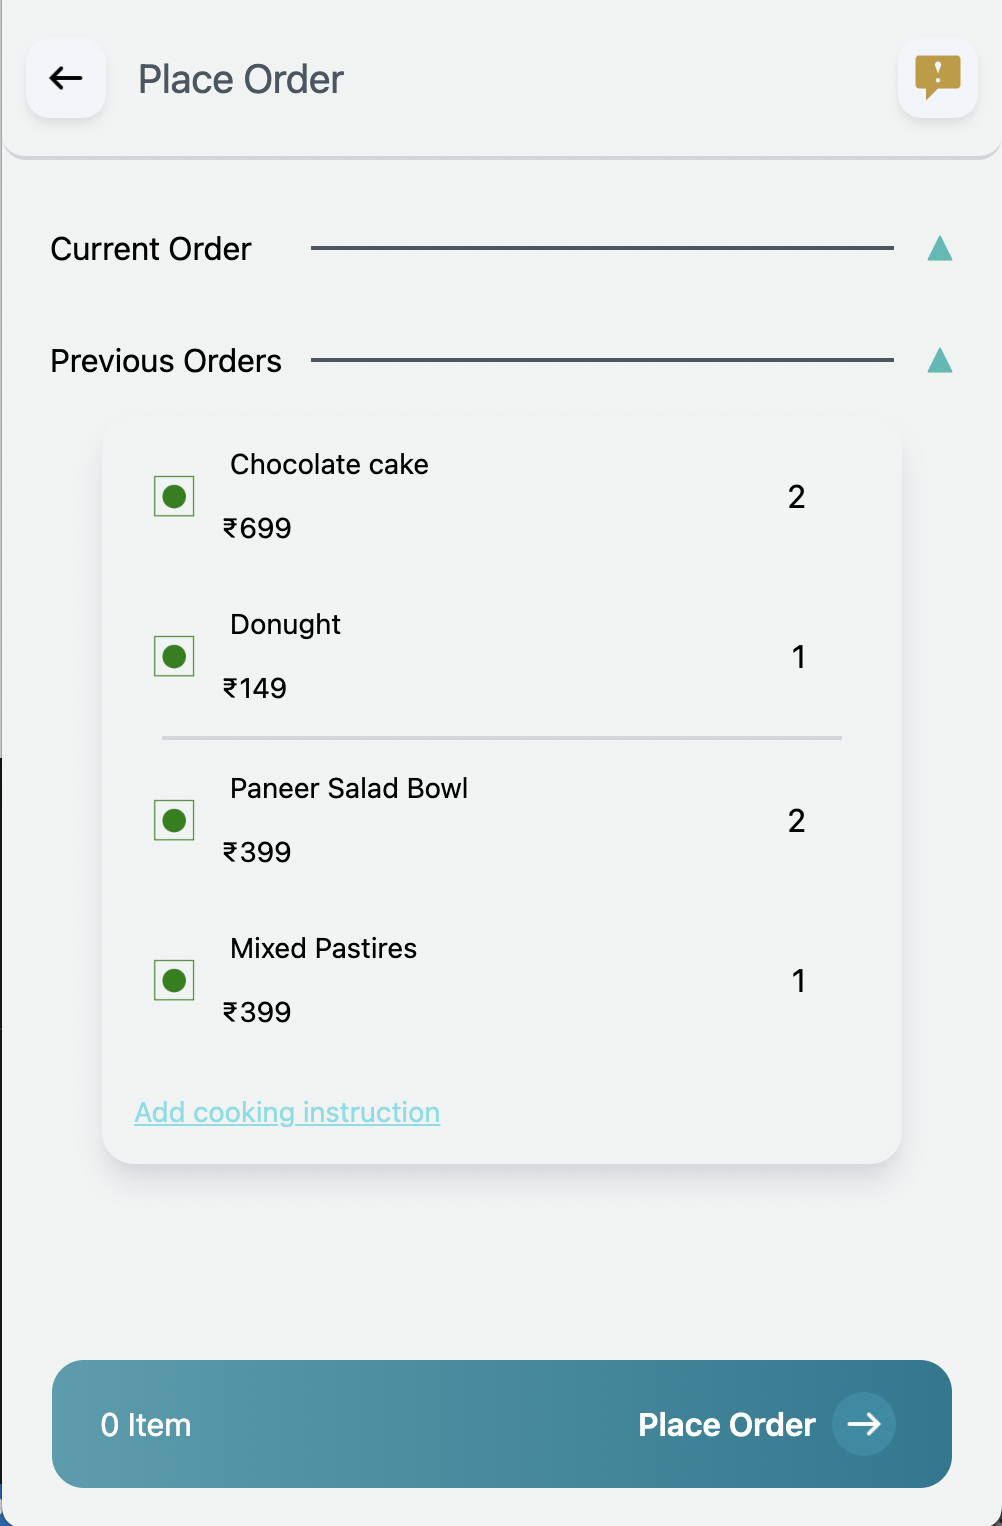 Place Order
Current Order
Previous Orders
Chocolate cake
2
₹699
Donught
1
₹149
Paneer Salad Bowl
2
₹399
Mixed Pastires
1
₹399
Add cooking instruction
0 Item
Place Order